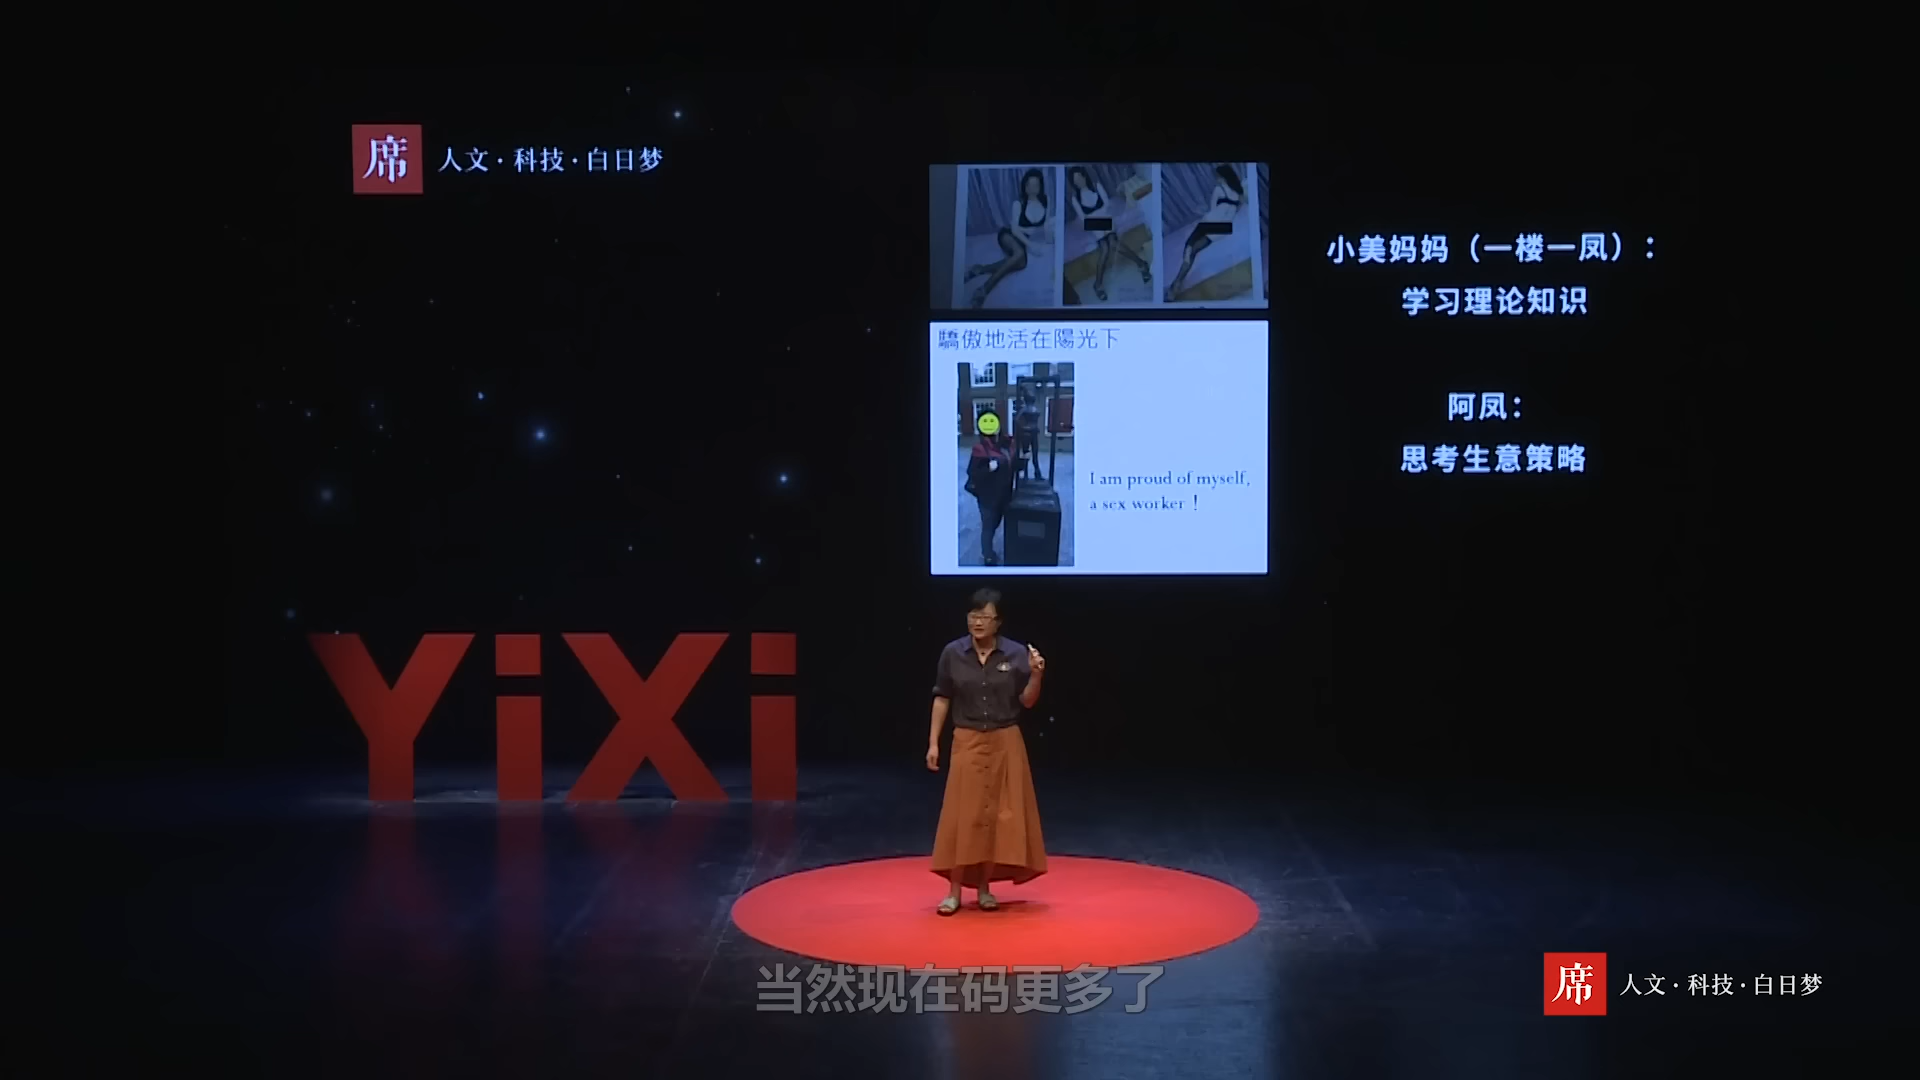 席 人文·科技·白日梦
小美妈妈（一楼一凤）：
学习理论知识
阿凤：
思考生意策略
驕傲地活在陽光下
I am proud of myself,
a sex worker！
YiXi
当然现在码更多了
席 人文·科技·白日梦